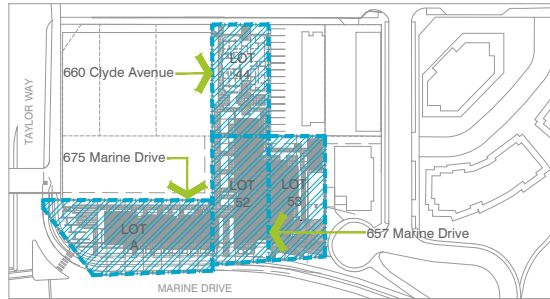 LOT
44
660 Clyde Avenue
TAYLOR WAY
675 Marine Drive
LOT
52
LOT
53
LOT
A
657 Marine Drive
MARINE DRIVE